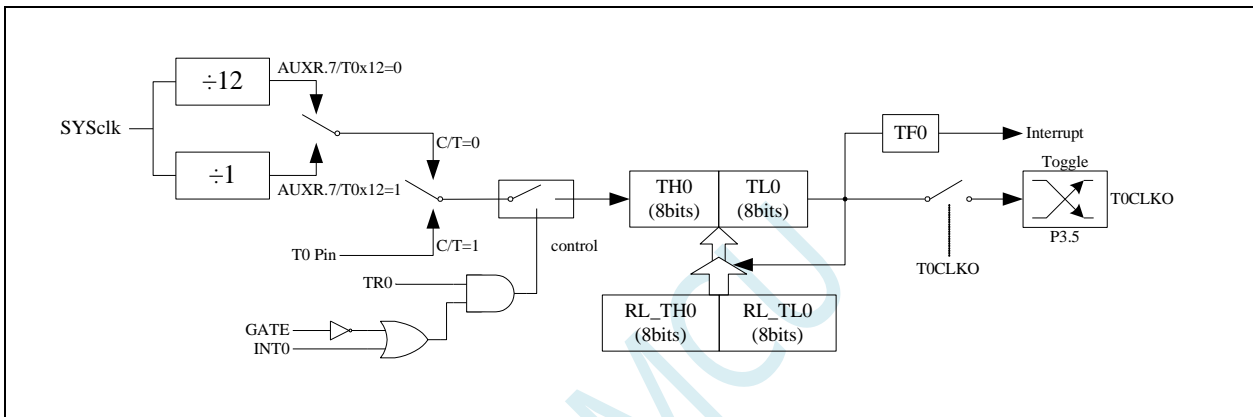 ÷12
AUXR.7/T0x12=0
SYSclk
÷1
AUXR.7/T0x12=1
C/T=0
T0 Pin
C/T=1
control
TR0
GATE
INT0
TH0
(8bits)
TL0
(8bits)
RL_TH0
(8bits)
RL_TL0
(8bits)
TF0
Interrupt
Toggle
T0CLKO
P3.5
T0CLKO
MCU